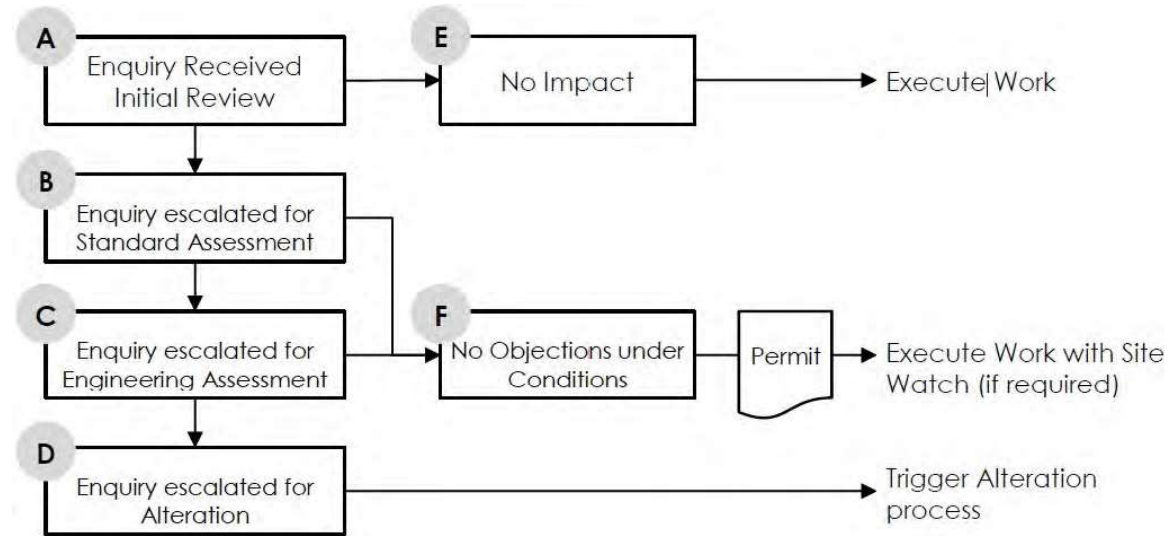 A
Enquiry Received
Initial Review
E
No Impact
Execute| Work
B
Enquiry escalated for
Standard Assessment
C
Enquiry escalated for
Engineering Assessment
F
No Objections under
Conditions
Permit
Execute Work with Site
Watch (if required)
D
Enquiry escalated for
Alteration
Trigger Alteration
process